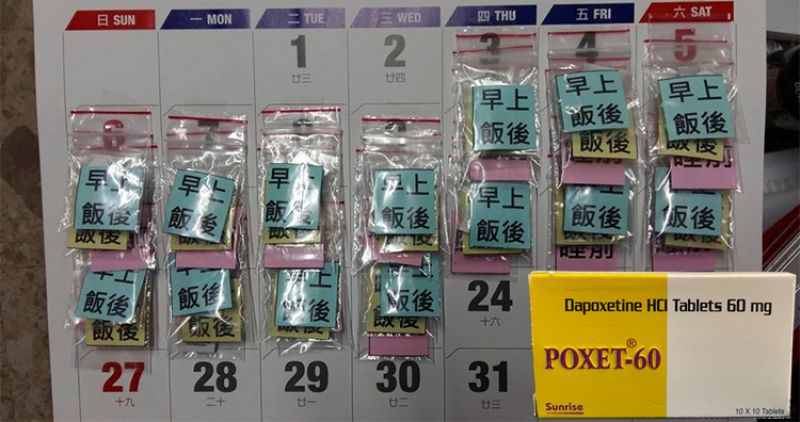 日 SUN
一 MON
二 TUE
三 WED
四 THU
五 FRI
六 SAT
1
廿三
2
廿四
3
4
5
早上
飯後
早上
飯後
早上
飯後
睡前
6
7
早上
飯後
飯後
早上
飯後
早上
飯後
早上
飯後
早上
飯後
早上
飯後
睡前
早上
飯後
早上
飯後
飯後
早上
飯後
早上
飯後
飯後
早上
飯後
24
十六
27
十九
28
二十
29
廿一
30
廿二
31
廿三
Dapoxetine HCl Tablets 60 mg
POXET-60®
Sunrise
10 X 10 Tablets